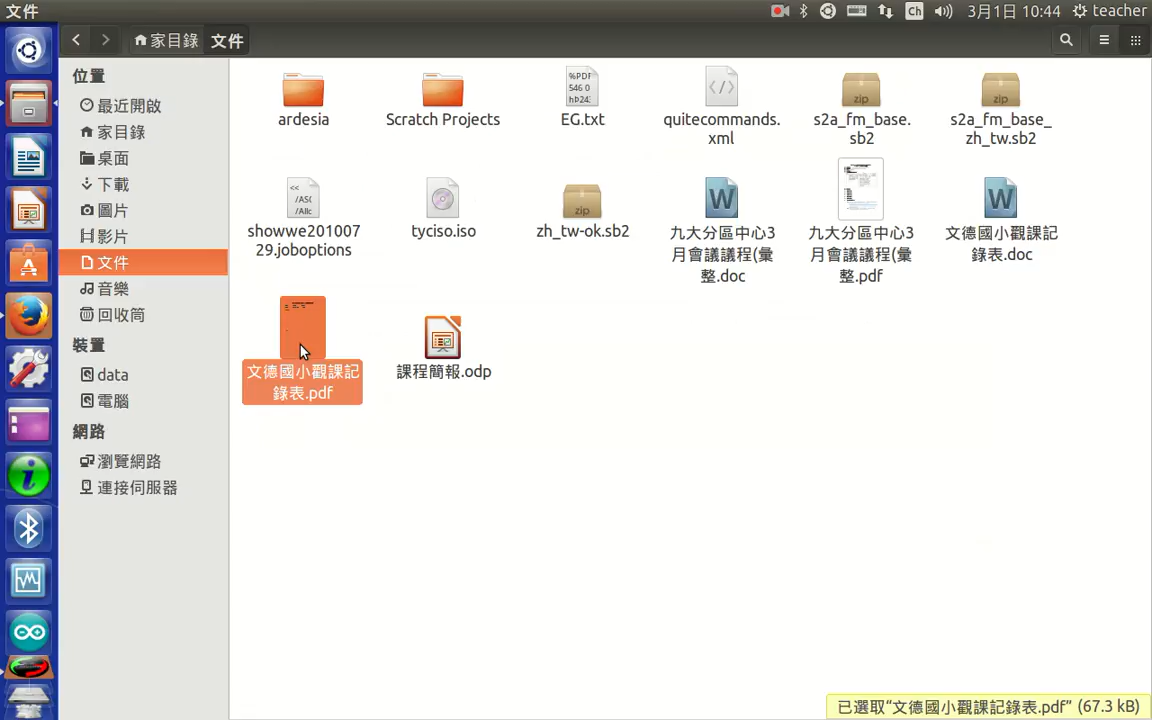 文件
Ch
3月1日 10:44
teacher
家目錄
文件
位置
最近開啟
家目錄
桌面
下載
圖片
影片
文件
音樂
回收筒
裝置
data
電腦
網路
瀏覽網路
連接伺服器
ardesia
Scratch Projects
EG.txt
quitecommands.
xml
s2a_fm_base.
sb2
s2a_fm_base_
zh_tw.sb2
showwe201007
29.joboptions
tyciso.iso
zh_tw-ok.sb2
九大分區中心3
月會議議程(彙
整.doc
九大分區中心3
月會議議程(彙
整.pdf
文德國小觀課記
錄表.doc
文德國小觀課記
錄表.pdf
課程簡報.odp
已選取“文德國小觀課記錄表.pdf” (67.3 kB)